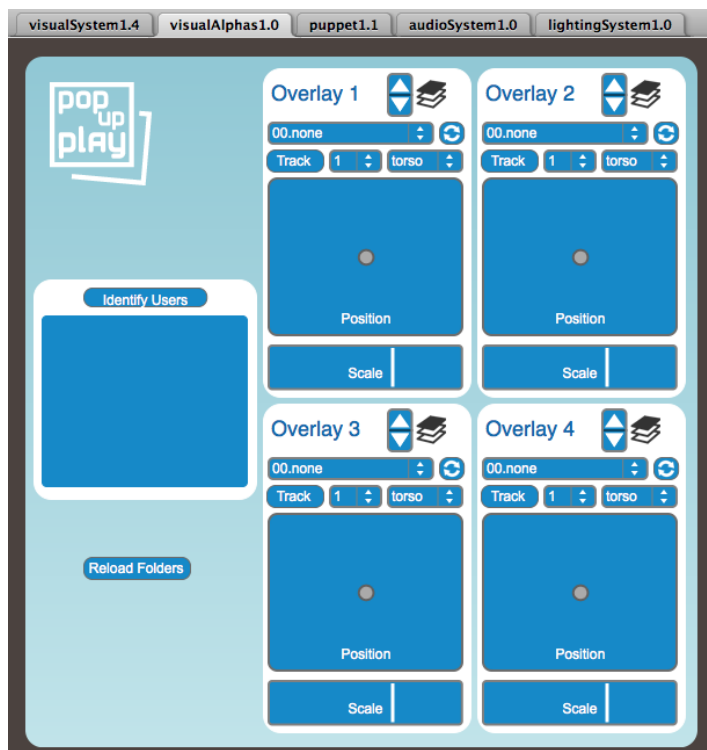 visualSystem1.4 visualAlphas1.0 puppet1.1 audioSystem1.0 lightingSystem1.0
pop
up
play
Identify Users
Reload Folders
Overlay 1
00.none
Track 1 torso
Position
Scale
Overlay 2
00.none
Track 1 torso
Position
Scale
Overlay 3
00.none
Track 1 torso
Position
Scale
Overlay 4
00.none
Track 1 torso
Position
Scale